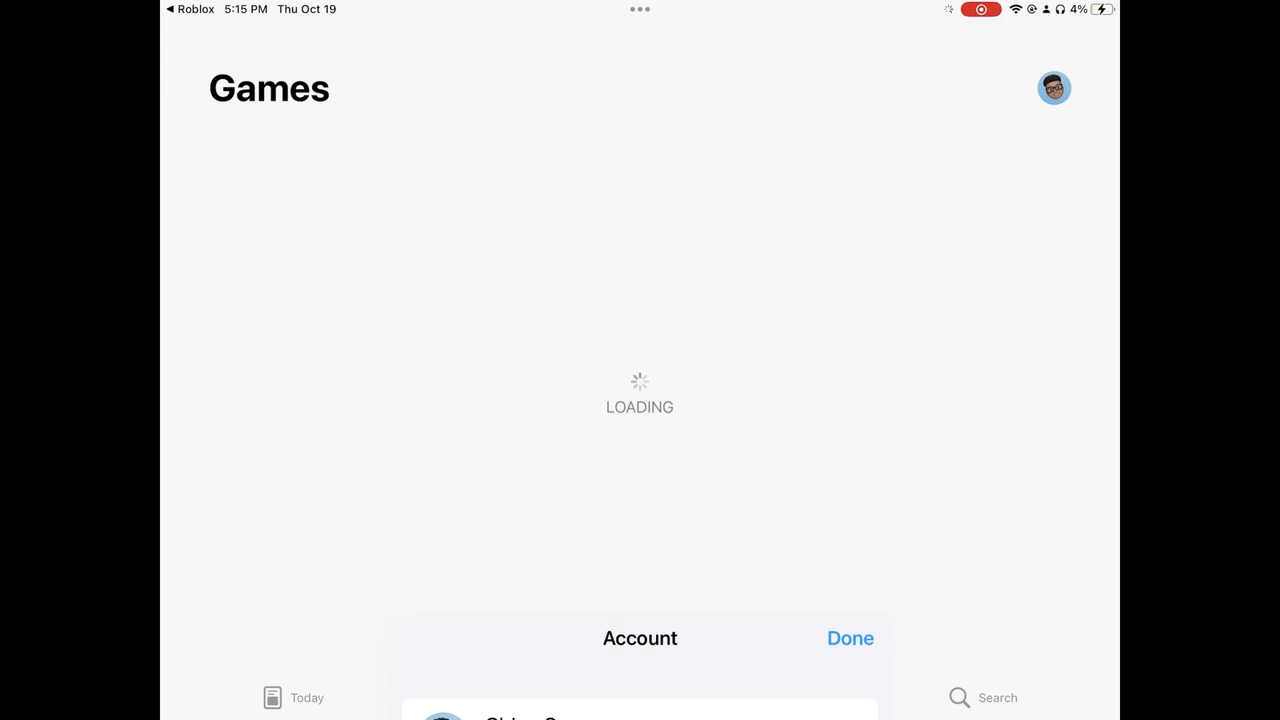 Roblox 5:15 PM Thu Oct 19 4%
Games
LOADING
Account Done
Today Search